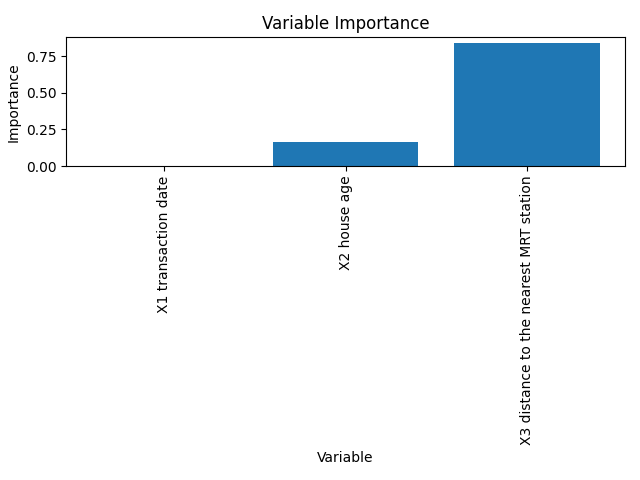 Variable Importance
Importance
0.75
0.50
0.25
0.00
X1 transaction date
X2 house age
X3 distance to the nearest MRT station
Variable